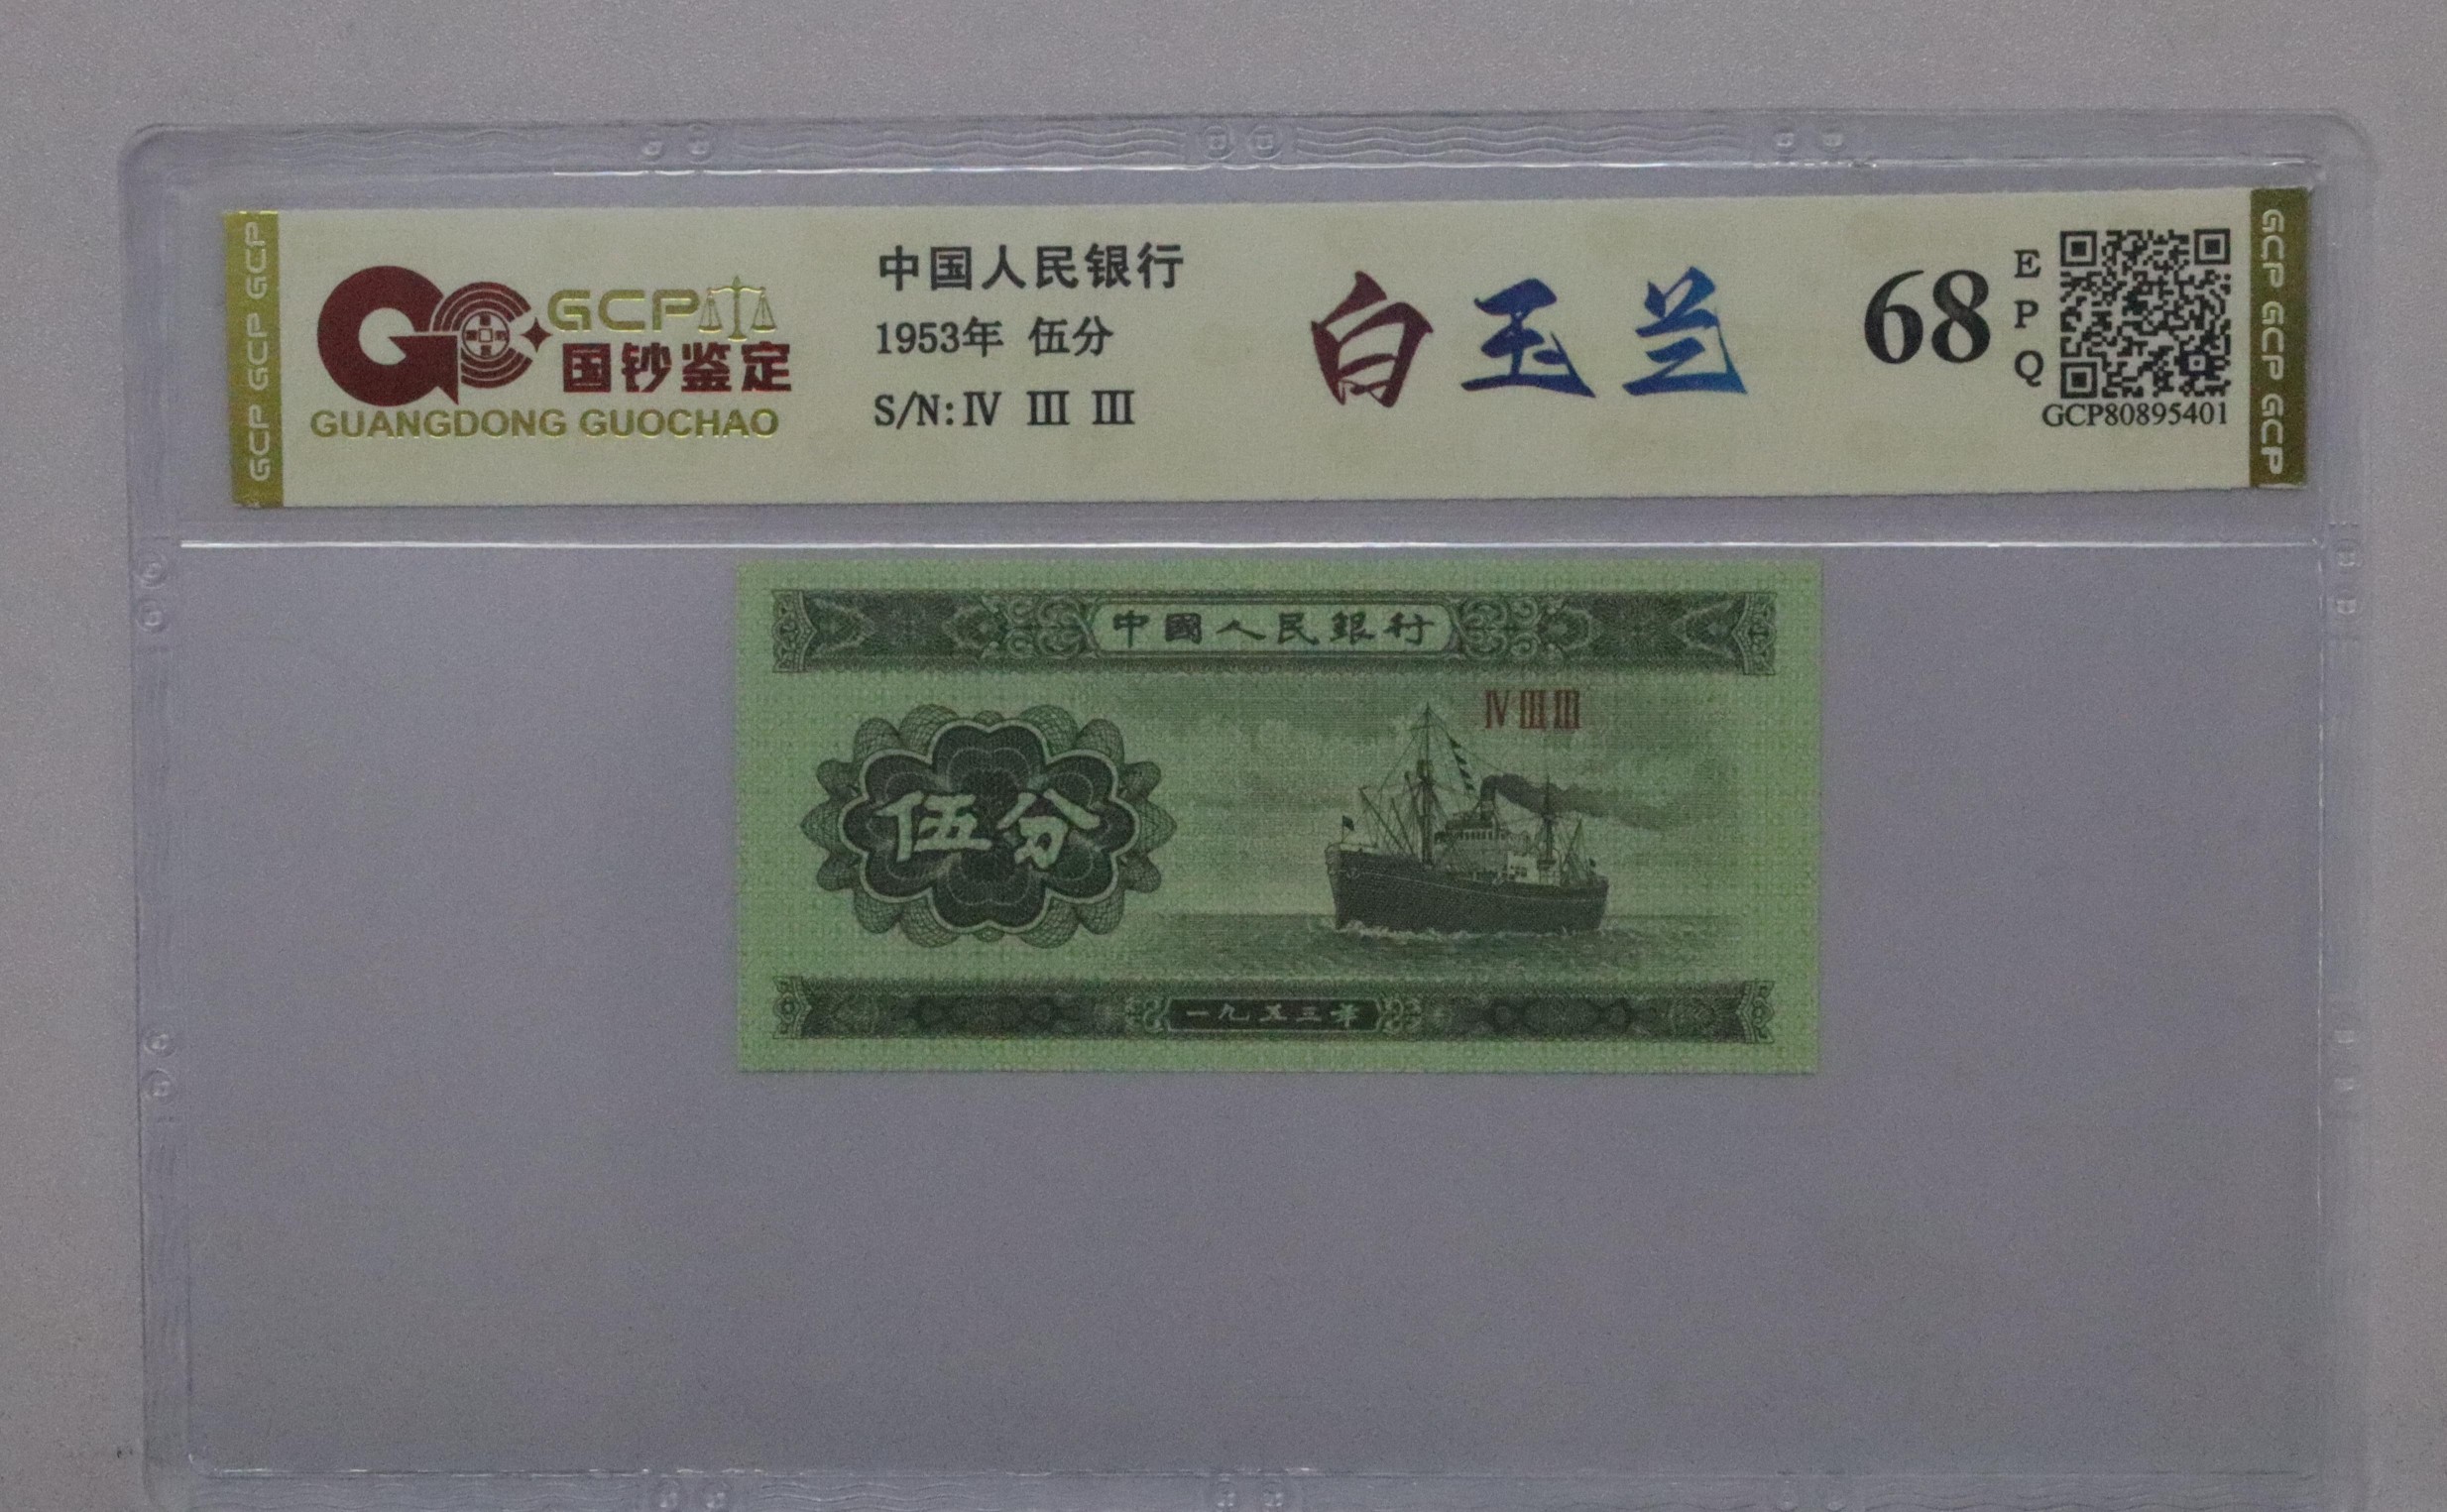 GCP GCP GCP
GCP
国钞鉴定
GUANGDONG GUOCHAO
中国人民银行
1953年 伍分
S/N:Ⅳ Ⅲ Ⅲ
白玉兰
68
EPQ
GCP80895401
GCP GCP GCP
中國人民銀行
ⅣⅢⅢ
伍分
一九五三年